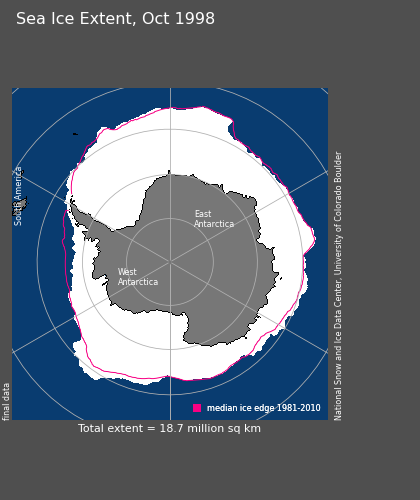 Sea Ice Extent, Oct 1998
South America
East
Antarctica
West
Antarctica
National Snow and Ice Data Center, University of Colorado Boulder
final data
median ice edge 1981-2010
Total extent = 18.7 million sq km